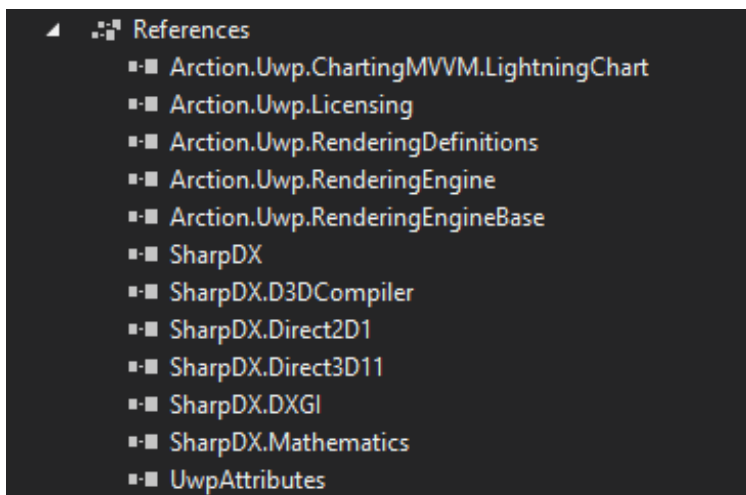 References
Arction.Uwp.ChartingMVVM.LightningChart
Arction.Uwp.Licensing
Arction.Uwp.RenderingDefinitions
Arction.Uwp.RenderingEngine
Arction.Uwp.RenderingEngineBase
SharpDX
SharpDX.D3DCompiler
SharpDX.Direct2D1
SharpDX.Direct3D11
SharpDX.DXGI
SharpDX.Mathematics
UwpAttributes